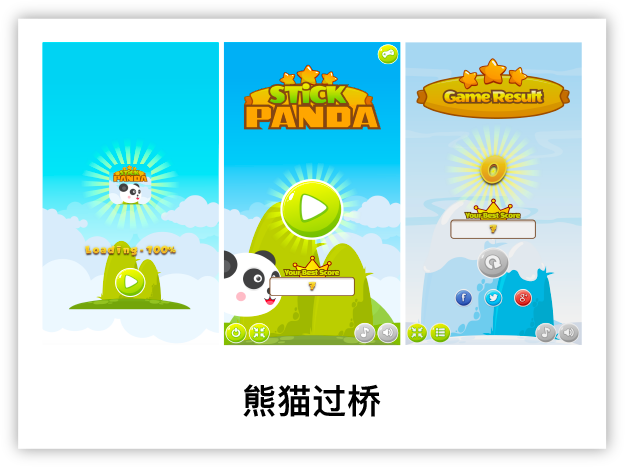 STICK
PANDA
Loading...100%
STICK
PANDA
Your Best Score
7
Game Result
0
Your Best Score
7
f
g+
熊猫过桥